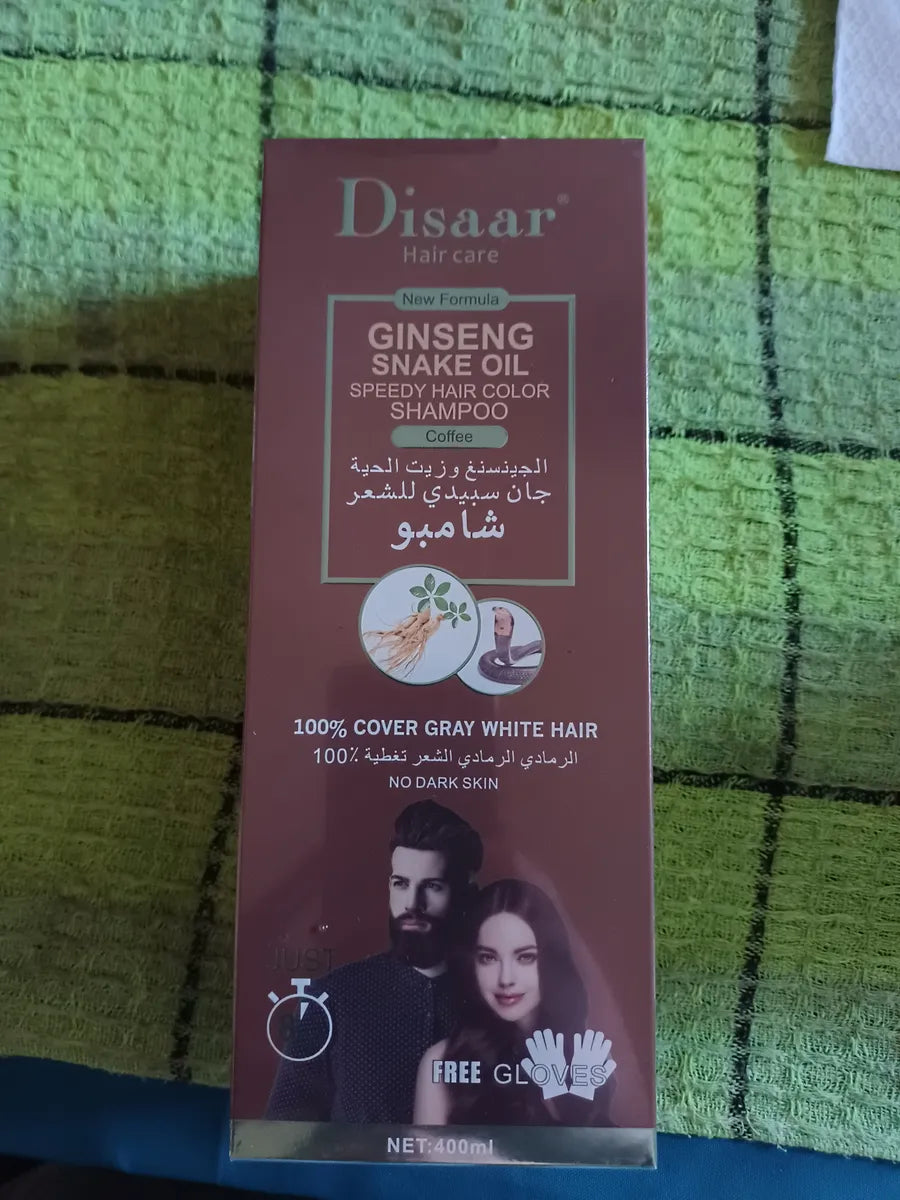 Disaar®
Hair care
New Formula
GINSENG
SNAKE OIL
SPEEDY HAIR COLOR
SHAMPOO
Coffee
الجينسنغ وزيت الحية
جان سبيدي للشعر
شامبو
100% COVER GRAY WHITE HAIR
الرمادي الرمادي الشعر تغطية 100٪
NO DARK SKIN
JUST
8
FREE GLOVES
NET:400ml